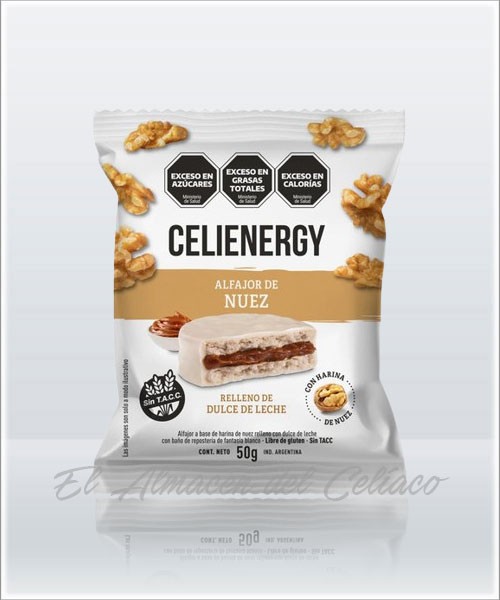 EXCESO EN
AZÚCARES
Ministerio
de Salud
EXCESO EN
GRASAS
TOTALES
Ministerio
de Salud
EXCESO EN
CALORÍAS
Ministerio
de Salud
CELIENERGY
ALFAJOR DE
NUEZ
RELLENO DE
DULCE DE LECHE
CON HARINA
DE NUEZ
Sin T.A.C.C.
Las imágenes son solo a modo ilustrativo
Alfajor a base de harina de nuez relleno con dulce de leche
con baño de repostería de fantasía blanco - Libre de gluten - Sin TACC
CONT. NETO 50g IND. ARGENTINA
El Almacén del Celíaco